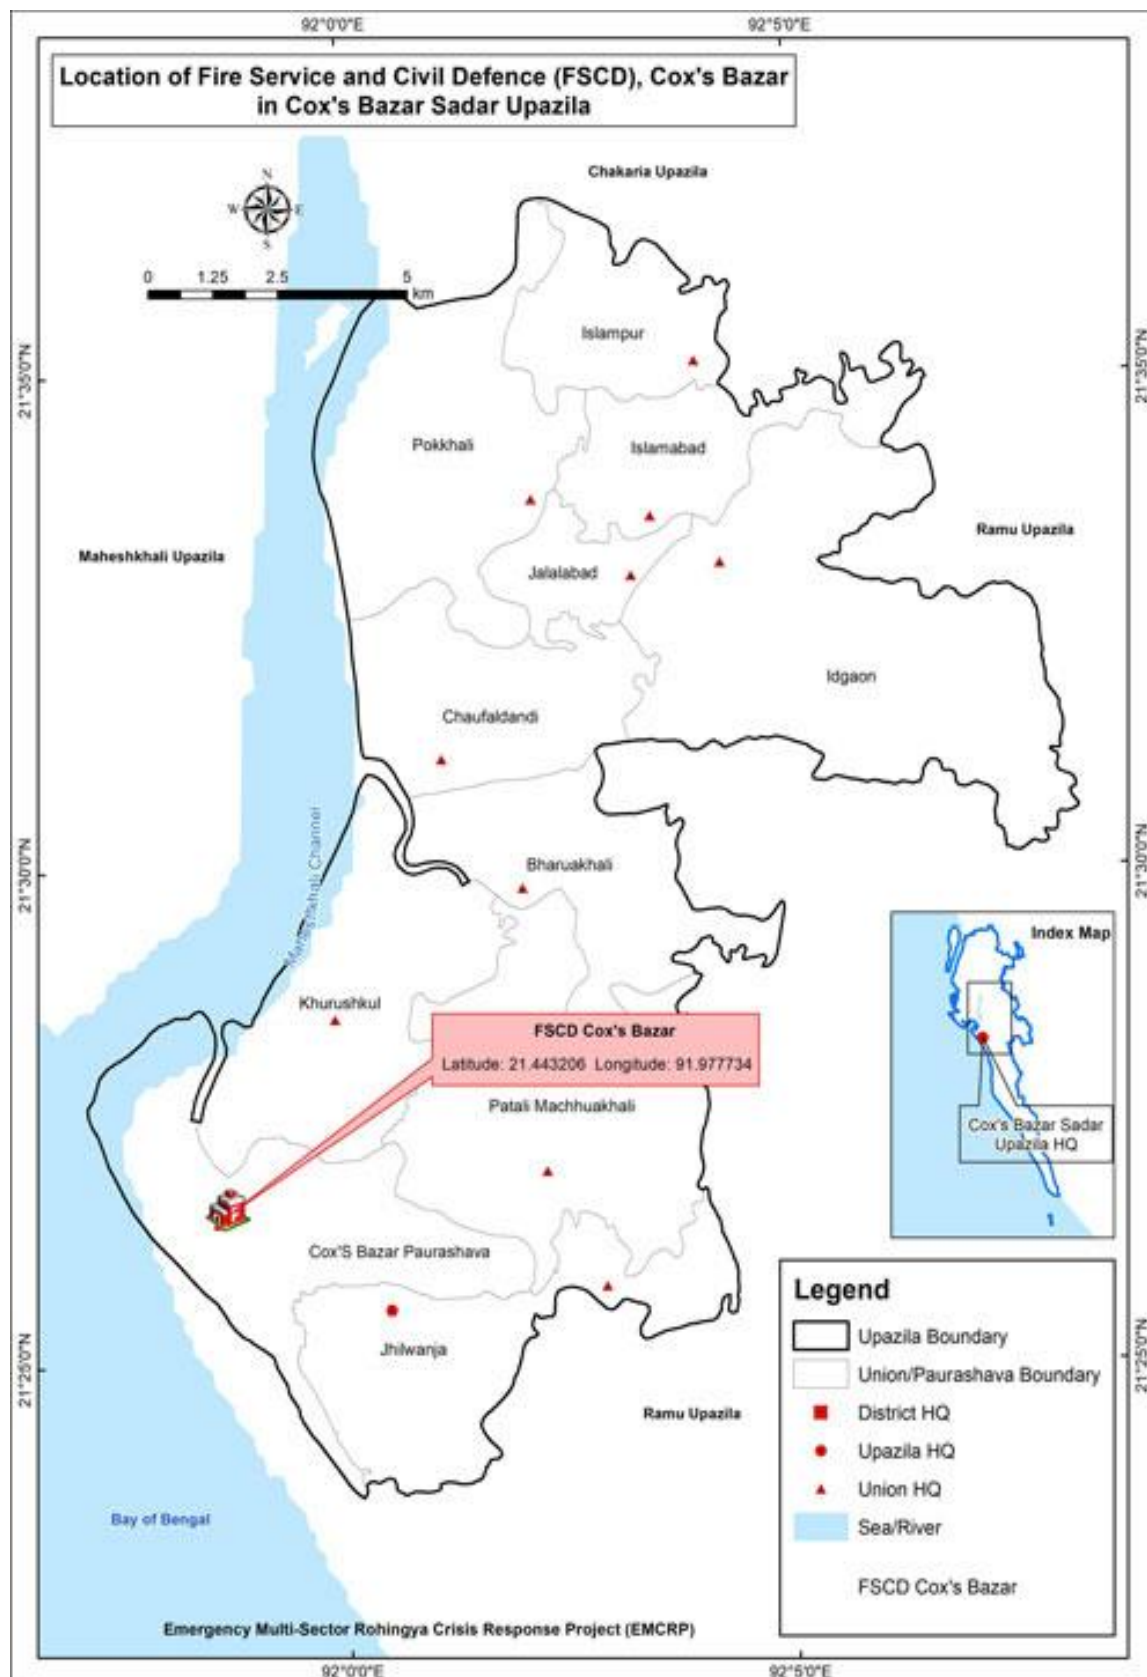 92°0'0"E
92°5'0"E
Location of Fire Service and Civil Defence (FSCD), Cox's Bazar
in Cox's Bazar Sadar Upazila
Chakaria Upazila
N
W
E
S
0
1.25
2.5
5
km
Islampur
21°35'0"N
21°35'0"N
Pokkhali
Islamabad
Ramu Upazila
Maheshkhali Upazila
Jalalabad
Idgaon
Chaufaldandi
Maheshkhali Channel
Bharuakhali
21°30'0"N
21°30'0"N
Index Map
Khurushkul
FSCD Cox's Bazar
Latitude: 21.443206 Longitude: 91.977734
Patali Machhuakhali
Cox's Bazar Sadar
Upazila HQ
1
Cox'S Bazar Paurashava
Jhilwanja
21°25'0"N
21°25'0"N
Ramu Upazila
Legend
Upazila Boundary
Union/Paurashava Boundary
District HQ
Upazila HQ
Union HQ
Sea/River
FSCD Cox's Bazar
Bay of Bengal
Emergency Multi-Sector Rohingya Crisis Response Project (EMCRP)
92°0'0"E
92°5'0"E